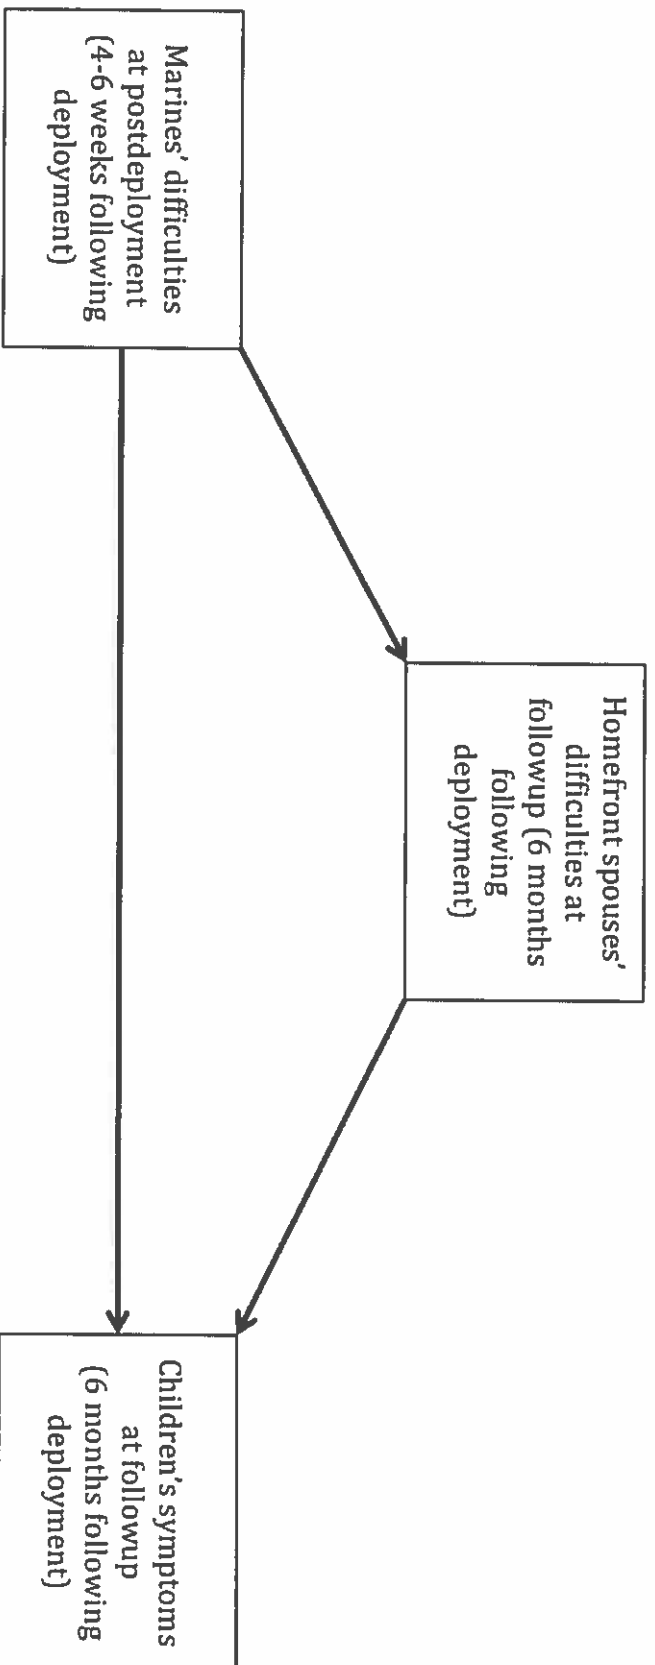 Homefront spouses'
difficulties at
followup (6 months
following
deployment)
Marines' difficulties
at postdeployment
(4-6 weeks following
deployment)
Children's symptoms
at followup
(6 months following
deployment)